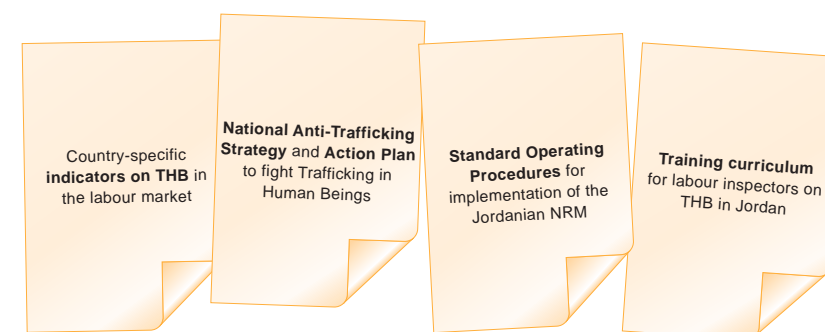 Country-specific
indicators on THB in
the labour market
National Anti-Trafficking
Strategy and Action Plan
to fight Trafficking in
Human Beings
Standard Operating
Procedures for
implementation of the
Jordanian NRM
Training curriculum
for labour inspectors on
THB in Jordan